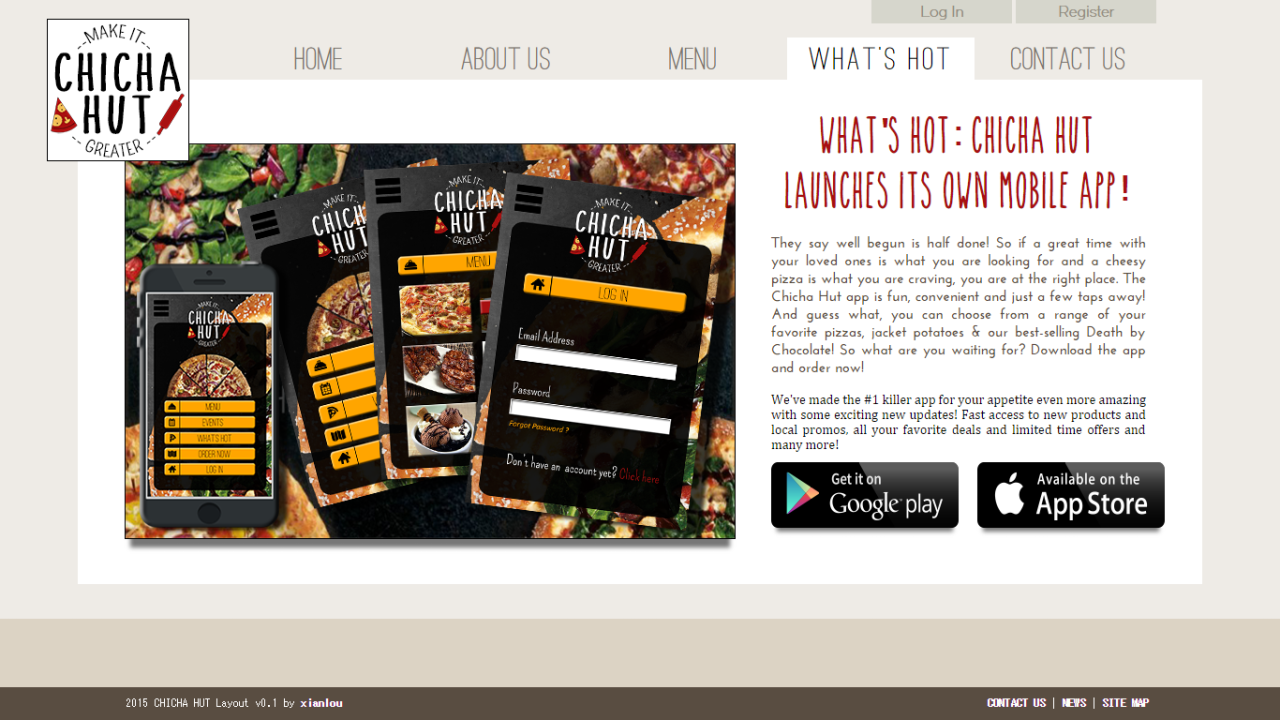 Log In
Register
MAKE IT
CHICHA
HUT
GREATER
HOME
ABOUT US
MENU
WHAT'S HOT
CONTACT US
WHAT'S HOT: CHICHA HUT
LAUNCHES ITS OWN MOBILE APP!
They say well begun is half done! So if a great time with
your loved ones is what you are looking for and a cheesy
pizza is what you are craving, you are at the right place. The
Chicha Hut app is fun, convenient and just a few taps away!
And guess what, you can choose from a range of your
favorite pizzas, jacket potatoes & our best-selling Death by
Chocolate! So what are you waiting for? Download the app
and order now!
We've made the #1 killer app for your appetite even more amazing
with some exciting new updates! Fast access to new products and
local promos, all your favorite deals and limited time offers and
many more!
Get it on
Google play
Available on the
App Store
MAKE IT
CHICHA
HUT
GREATER
MENU
EVENTS
WHAT'S HOT
ORDER NOW
LOG IN
MAKE IT
CHICHA
HUT
GREATER
MAKE IT
CHICHA
HUT
GREATER
MENU
MAKE IT
CHICHA
HUT
GREATER
LOG IN
Email Address
Password
Forgot Password ?
Don't have an account yet? Click here
2015 CHICHA HUT Layout v0.1 by xianlou
CONTACT US | NEWS | SITE MAP